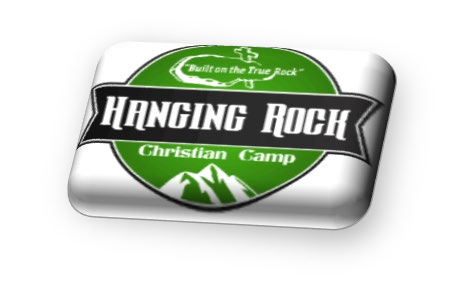 "Built on the True Rock"
HANGING ROCK
Christian Camp